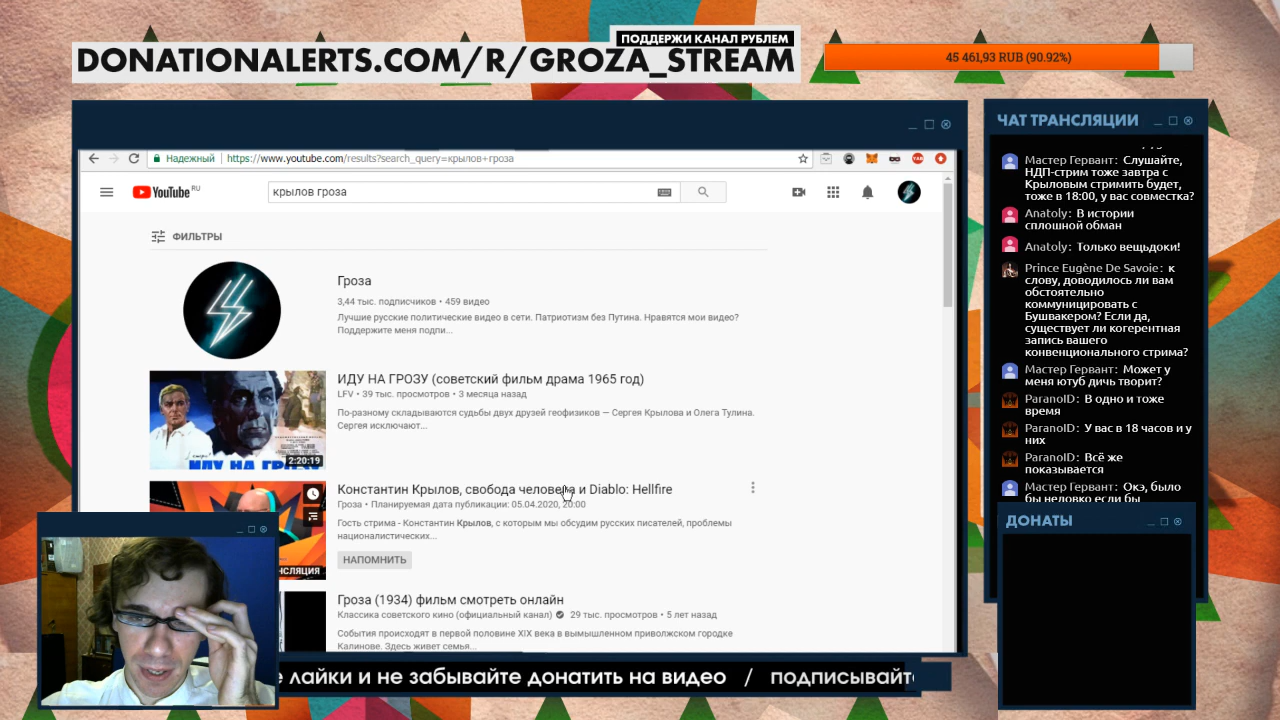 ПОДДЕРЖИ КАНАЛ РУБЛЕМ
DONATIONALERTS.COM/R/GROZA_STREAM
45 461,93 RUB (90.92%)
Надежный
https://www.youtube.com/results?search_query=крылов+гроза
YouTube RU
крылов гроза
ФИЛЬТРЫ
Гроза
3,44 тыс. подписчиков • 459 видео
Лучшие русские политические видео в сети. Патриотизм без Путина. Нравятся мои видео?
Поддержите меня подпи...
ИДУ НА ГРОЗУ (советский фильм драма 1965 год)
LFV • 39 тыс. просмотров • 3 месяца назад
По-разному складываются судьбы двух друзей геофизиков — Сергея Крылова и Олега Тулина.
Сергея исключают...
ИДУ НА ГРОЗУ
2:20:19
Константин Крылов, свобода человека и Diablo: Hellfire
Гроза • Планируемая дата публикации: 05.04.2020, 20:00
Гость стрима - Константин Крылов, с которым мы обсудим русских писателей, проблемы
националистических...
НСЛЯЦИЯ
НАПОМНИТЬ
Гроза (1934) фильм смотреть онлайн
Классика советского кино (официальный канал) 29 тыс. просмотров • 5 лет назад
События происходят в первой половине XIX века в вымышленном приволжском городке
Калинове. Здесь живет семья...
е лайки и не забывайте донатить на видео / подписывайте
ЧАТ ТРАНСЛЯЦИИ
Мастер Гервант: Слушайте,
НДП-стрим тоже завтра с
Крыловым стримить будет,
тоже в 18:00, у вас совместка?
Anatoly: В истории
сплошной обман
Anatoly: Только вещьдоки!
Prince Eugène De Savoie: к
слову, доводилось ли вам
обстоятельно
коммуницировать с
Бушвакером? Если да,
существует ли когерентная
запись вашего
конвенционального стрима?
Мастер Гервант: Может у
меня ютуб дичь творит?
ParanoID: В одно и тоже
время
ParanoID: У вас в 18 часов и у
них
ParanoID: Всё же
показывается
Мастер Гервант: Окэ, было
бы неловко если бы
ДОНАТЫ